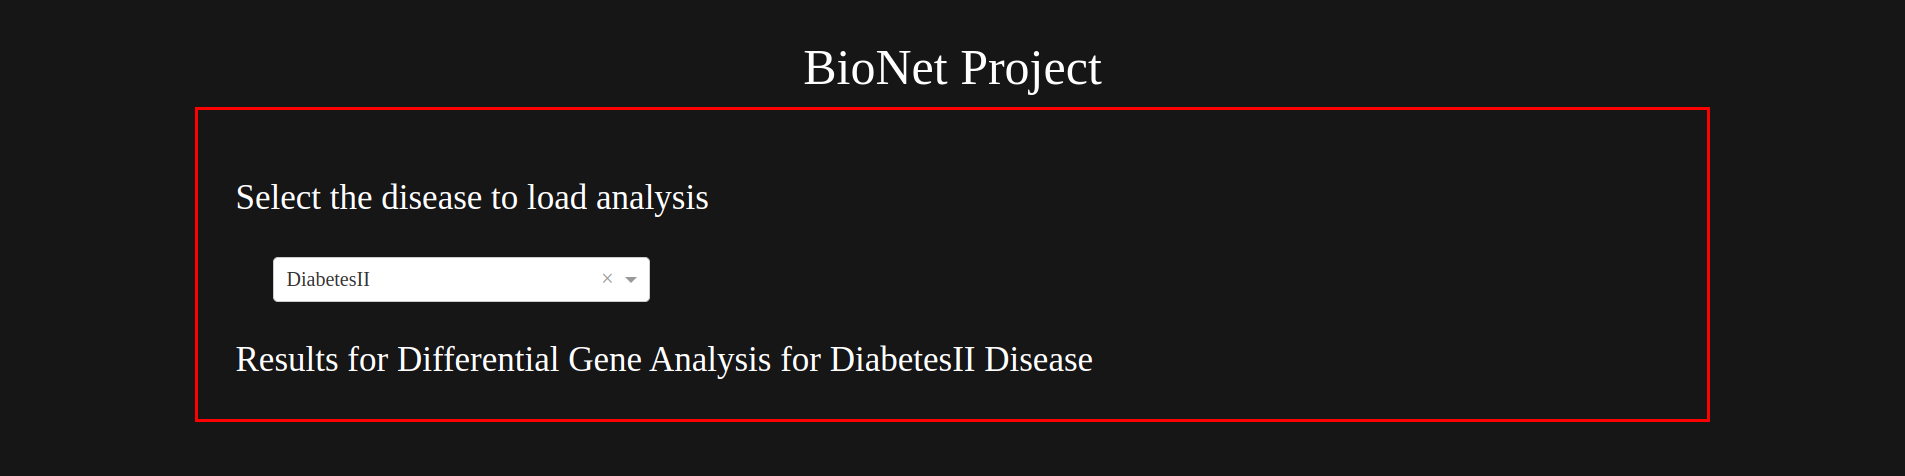 BioNet Project
Select the disease to load analysis
DiabetesII
Results for Differential Gene Analysis for DiabetesII Disease